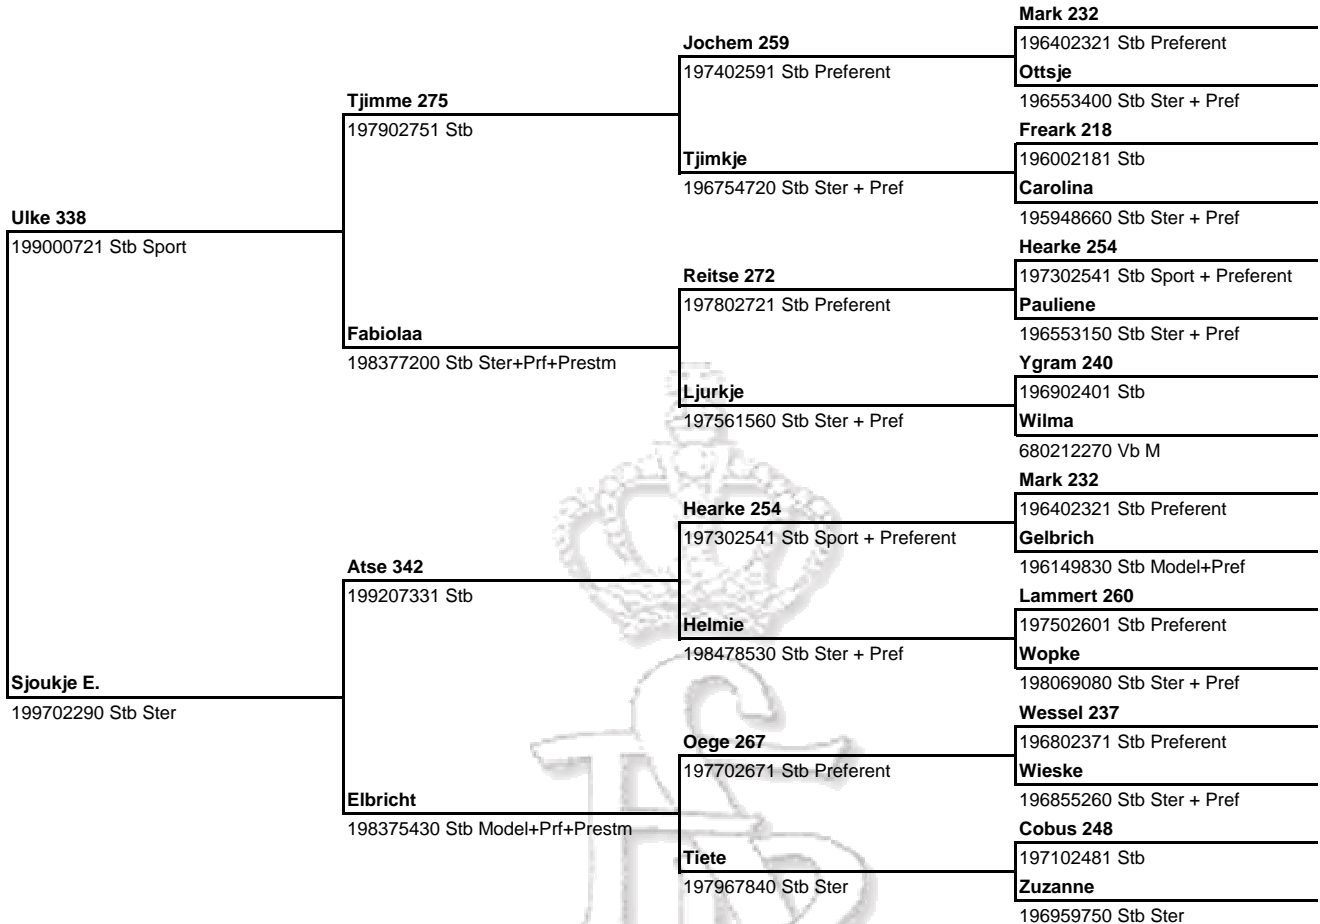 Mark 232
Jochem 259
196402321 Stb Preferent
197402591 Stb Preferent
Ottsje
Tjimme 275
196553400 Stb Ster + Pref
197902751 Stb
Freark 218
Tjimkje
196002181 Stb
196754720 Stb Ster + Pref
Carolina
Ulke 338
195948660 Stb Ster + Pref
199000721 Stb Sport
Hearke 254
Reitse 272
197302541 Stb Sport + Preferent
197802721 Stb Preferent
Pauliene
Fabiolaa
196553150 Stb Ster + Pref
198377200 Stb Ster+Prf+Prestm
Ygram 240
Ljurkje
196902401 Stb
197561560 Stb Ster + Pref
Wilma
680212270 Vb M
Mark 232
Hearke 254
196402321 Stb Preferent
197302541 Stb Sport + Preferent
Gelbrich
Atse 342
196149830 Stb Model+Pref
199207331 Stb
Lammert 260
Helmie
197502601 Stb Preferent
198478530 Stb Ster + Pref
Wopke
Sjoukje E.
198069080 Stb Ster + Pref
199702290 Stb Ster
Wessel 237
Oege 267
196802371 Stb Preferent
197702671 Stb Preferent
Wieske
Elbricht
196855260 Stb Ster + Pref
198375430 Stb Model+Prf+Prestm
Cobus 248
Tiete
197102481 Stb
197967840 Stb Ster
Zuzanne
196959750 Stb Ster